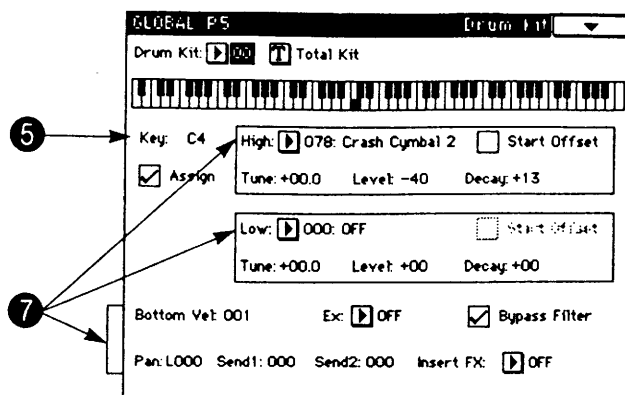 GLOBAL P5 Drum Kit
Drum Kit: 00 T Total Kit
5 Key: C4 High: 078: Crash Cymbal 2 Start Offset
Assign Tune: +00.0 Level: -40 Decay: +13
Low: 000: OFF Start Offset
Tune: +00.0 Level: +00 Decay: +00
7
Bottom Vel: 001 Ex: OFF Bypass Filter
Pan: L000 Send1: 000 Send2: 000 Insert FX: OFF